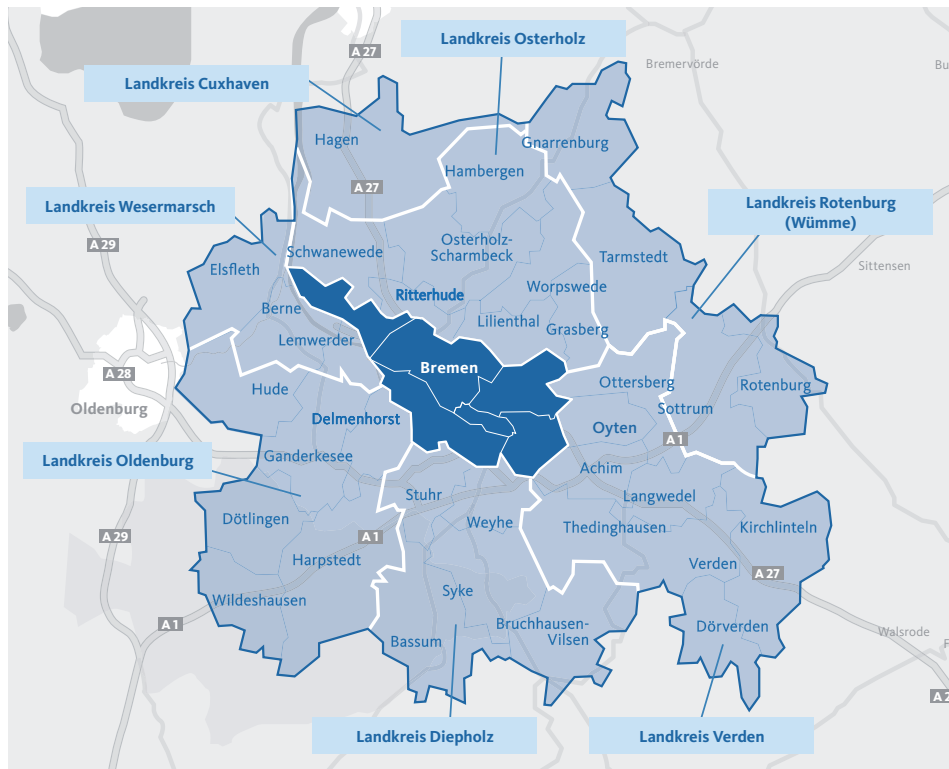 Landkreis Osterholz
A 27
Bremervörde
Landkreis Cuxhaven
Hagen
Gnarrenburg
Hambergen
A 27
Landkreis Wesermarsch
Landkreis Rotenburg
(Wümme)
A 29
Schwanewede
Osterholz-
Scharmbeck
Tarmstedt
Sittensen
Elsfleth
Worpswede
Ritterhude
Berne
Lilienthal
Grasberg
Lemwerder
Bremen
A 28
Hude
Ottersberg
Rotenburg
Oldenburg
Delmenhorst
Sottrum
Oyten
A 1
Landkreis Oldenburg
Ganderkesee
Achim
Stuhr
Langwedel
Dötlingen
Weyhe
Thedinghausen
Kirchlinteln
A 29
A 1
Harpstedt
Verden
A 27
Syke
Wildeshausen
A 1
Bruchhausen-
Vilsen
Dörverden
Walsrode
Bassum
Landkreis Diepholz
Landkreis Verden